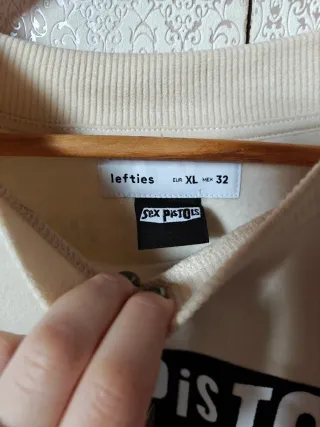 lefties EUR XL MEX 32
SEX PISTOLS
PiSTO